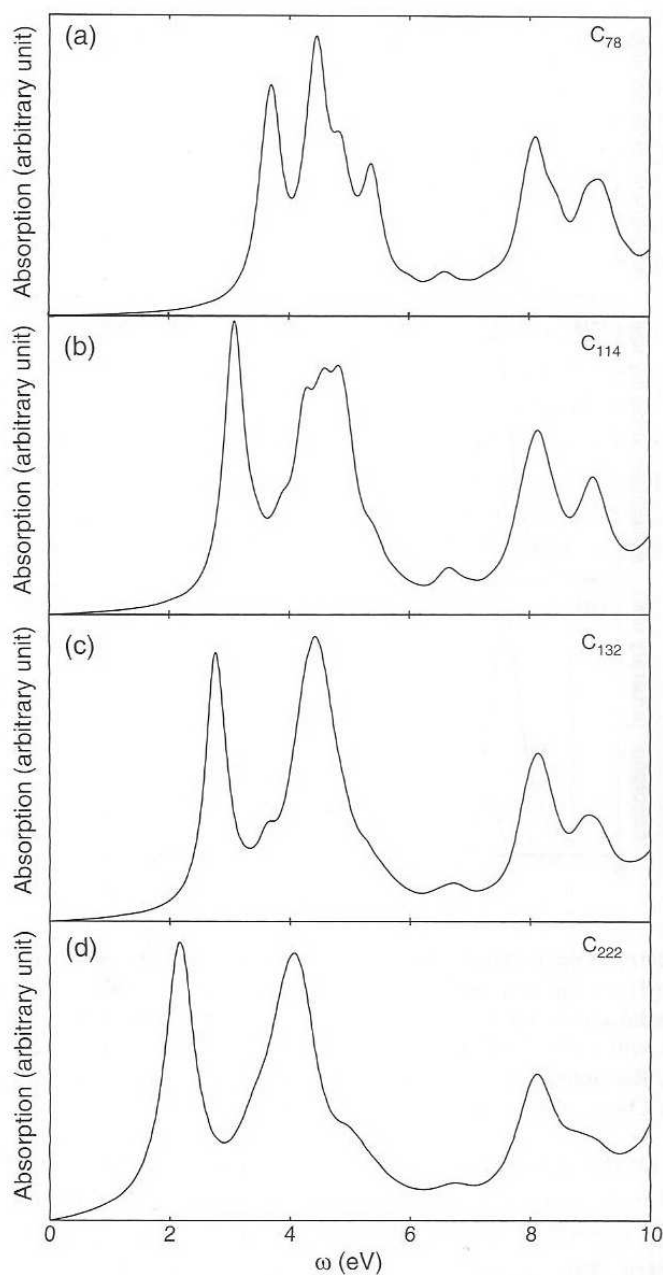 (a)
C₇₈
Absorption (arbitrary unit)
(b)
C₁₁₄
Absorption (arbitrary unit)
(c)
C₁₃₂
Absorption (arbitrary unit)
(d)
C₂₂₂
Absorption (arbitrary unit)
0 2 4 6 8 10
ω (eV)